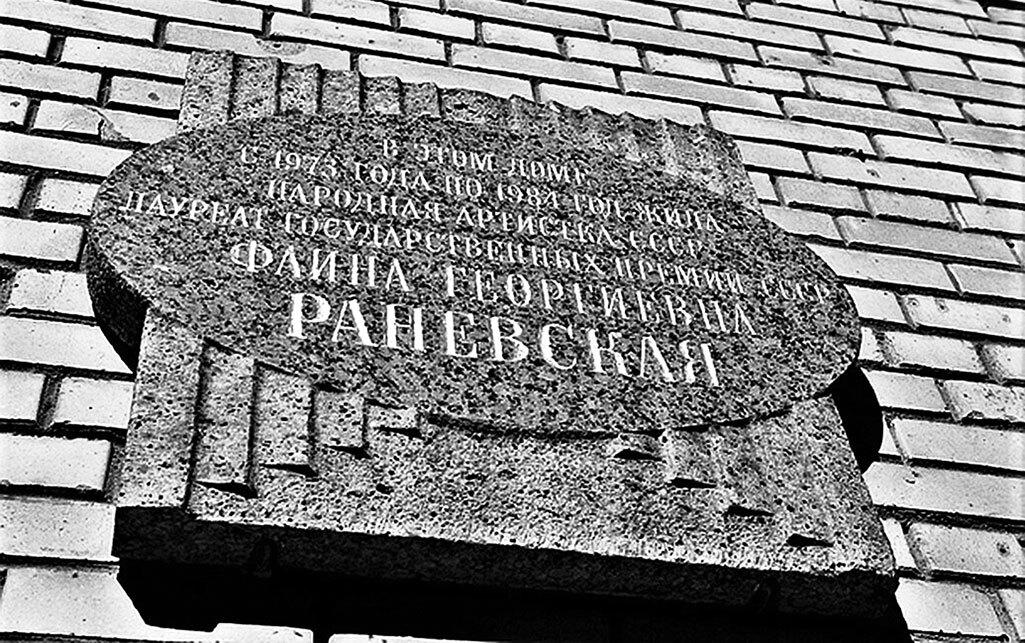 В ЭТОМ ДОМЕ
С 1973 ГОДА ПО 1984 ГОД ЖИЛА
НАРОДНАЯ АРТИСТКА СССР
ЛАУРЕАТ ГОСУДАРСТВЕННЫХ ПРЕМИЙ СССР
ФАИНА ГЕОРГИЕВНА
РАНЕВСКАЯ